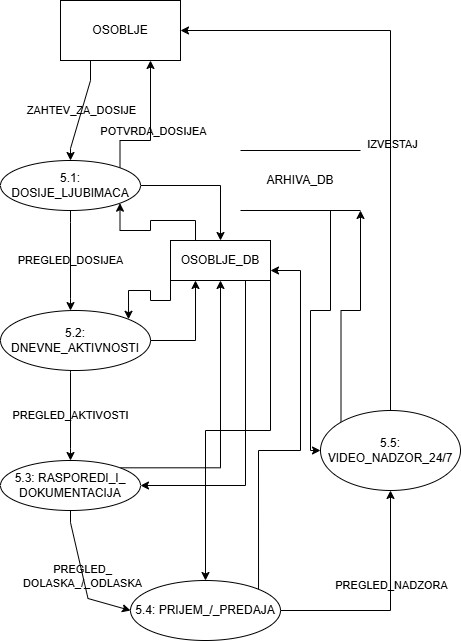 OSOBLJE
ZAHTEV_ZA_DOSIJE
POTVRDA_DOSIJEA
IZVESTAJ
5.1:
DOSIJE_LJUBIMACA
ARHIVA_DB
PREGLED_DOSIJEA
OSOBLJE_DB
5.2:
DNEVNE_AKTIVNOSTI
PREGLED_AKTIVOSTI
5.5:
VIDEO_NADZOR_24/7
5.3: RASPOREDI_I_
DOKUMENTACIJA
PREGLED_
DOLASKA_/_ODLASKA
PREGLED_NADZORA
5.4: PRIJEM_/_PREDAJA